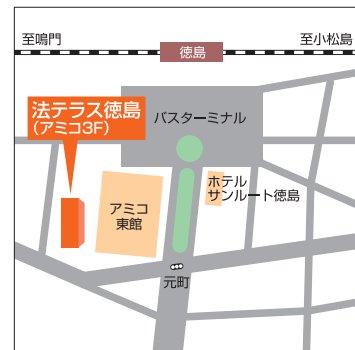 至鳴門
徳島
至小松島
法テラス徳島
(アミコ3F)
バスターミナル
ホテル
サンルート徳島
アミコ
東館
元町